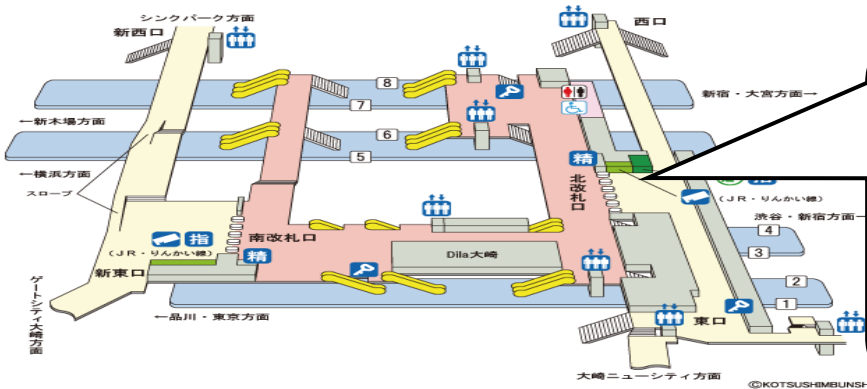 シンクパーク方面
新西口
西口
8
7
新宿・大宮方面→
←新木場方面
6
5
精
←横浜方面
スロープ
北改札口
(JR・りんかい線)
渋谷・新宿方面→
4
3
指
(JR・りんかい線)
南改札口
精
Dila大崎
新東口
2
1
ゲートシティ大崎方面
←品川・東京方面
東口
大崎ニューシティ方面